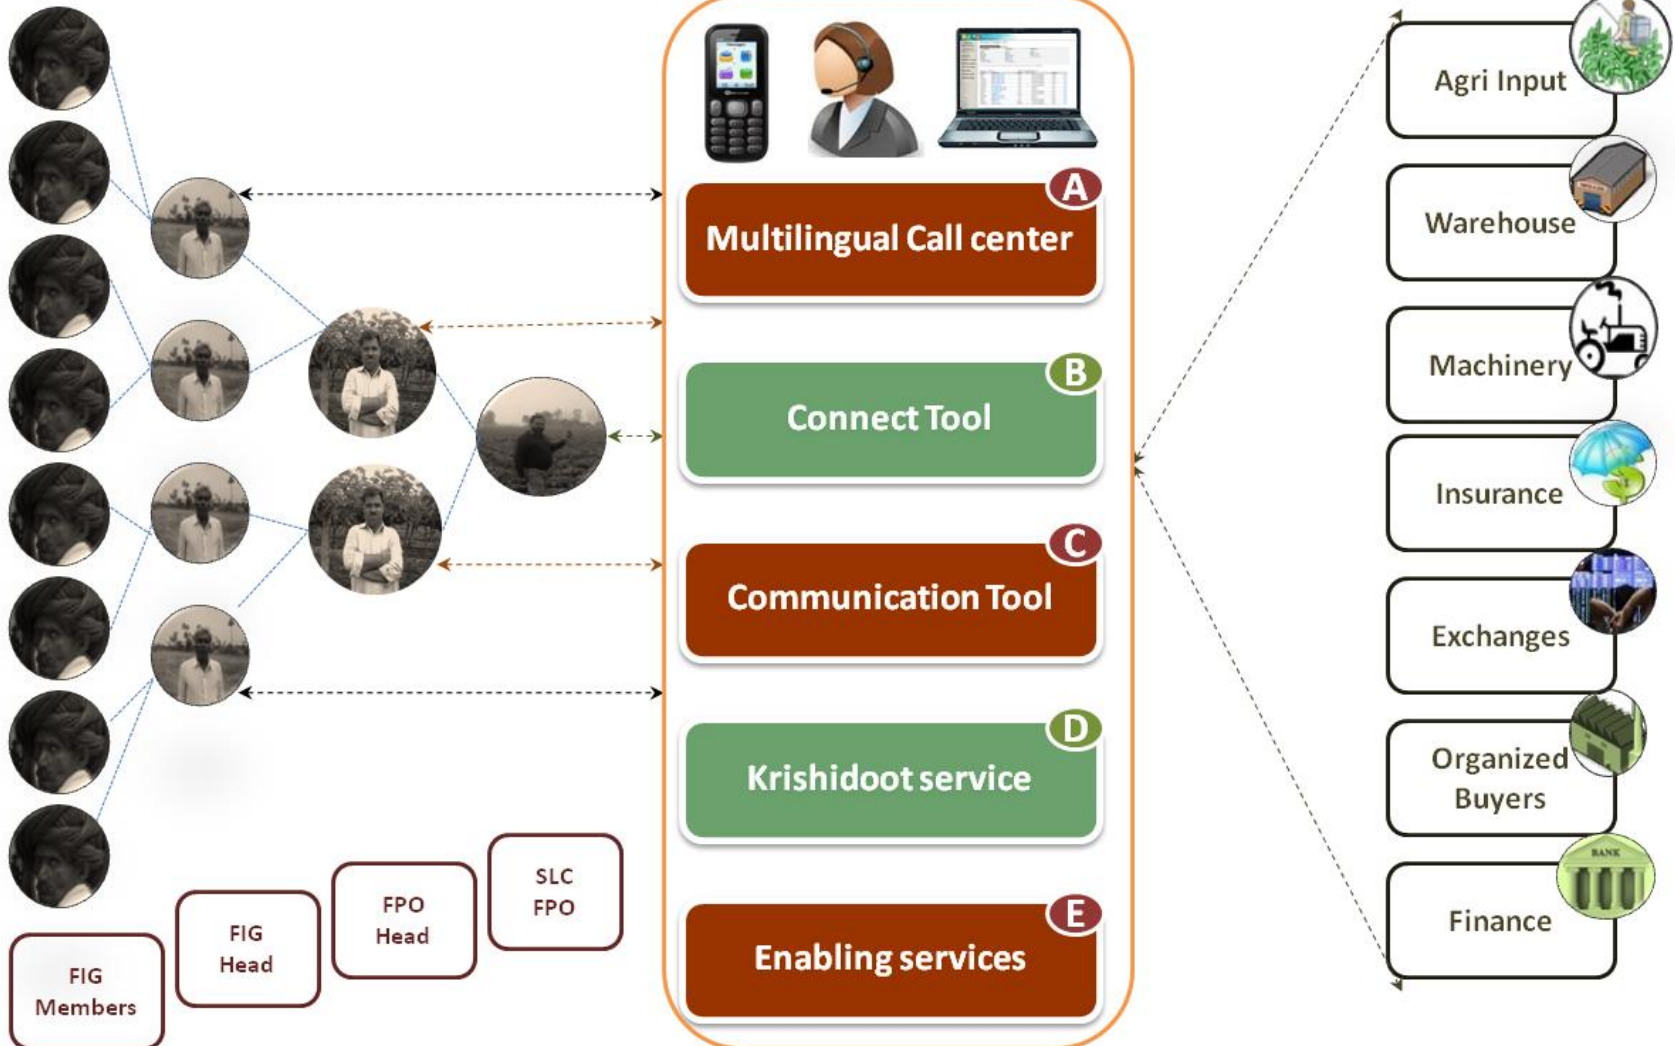 A
Multilingual Call center
B
Connect Tool
C
Communication Tool
D
Krishidoot service
E
Enabling services
Agri Input
Warehouse
Machinery
Insurance
Exchanges
Organized
Buyers
BANK
Finance
SLC
FPO
FPO
Head
FIG
Head
FIG
Members